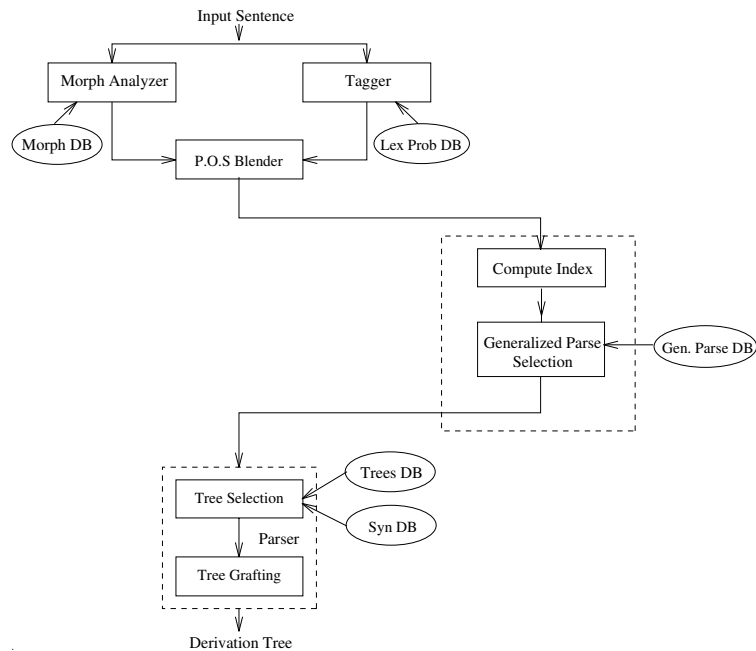 Input Sentence
Morph Analyzer
Tagger
Morph DB
Lex Prob DB
P.O.S Blender
Compute Index
Generalized Parse
Selection
Gen. Parse DB
Trees DB
Tree Selection
Syn DB
Parser
Tree Grafting
Derivation Tree